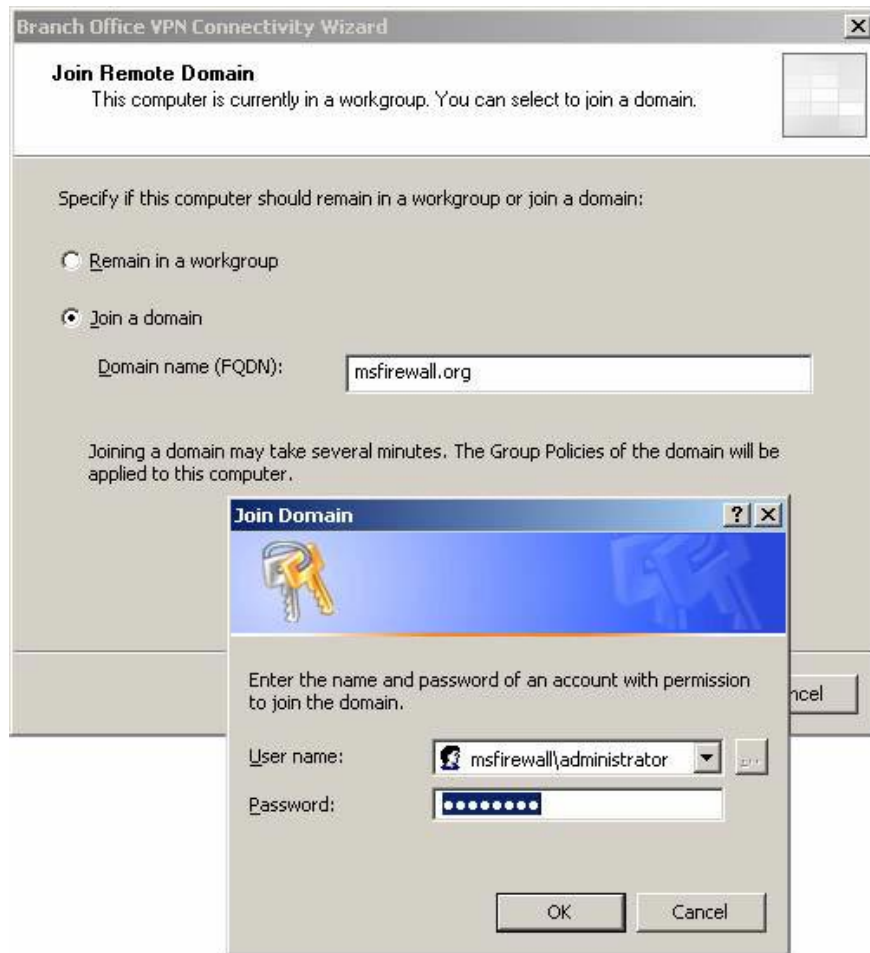 Branch Office VPN Connectivity Wizard
Join Remote Domain
This computer is currently in a workgroup. You can select to join a domain.
Specify if this computer should remain in a workgroup or join a domain:
Remain in a workgroup
Join a domain
Domain name (FQDN): msfirewall.org
Joining a domain may take several minutes. The Group Policies of the domain will be
applied to this computer.
Join Domain
Enter the name and password of an account with permission
to join the domain.
ncel
User name: msfirewall\administrator ...
Password: ●●●●●●●●
OK Cancel